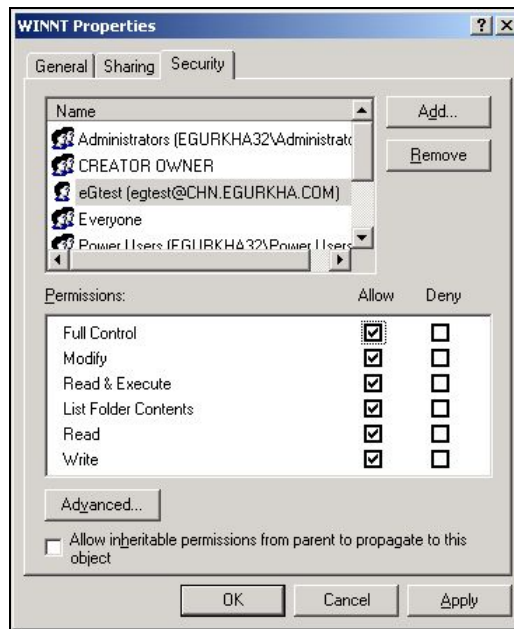 WINNT Properties
General Sharing Security
Name
Add...
Administrators (EGURKHA32\Administrato
Remove
CREATOR OWNER
eGtest (egtest@CHN.EGURKHA.COM)
Everyone
Power Users (EGURKHA32\Power Users
Permissions: Allow Deny
Full Control
Modify
Read & Execute
List Folder Contents
Read
Write
Advanced...
Allow inheritable permissions from parent to propagate to this
object
OK Cancel Apply